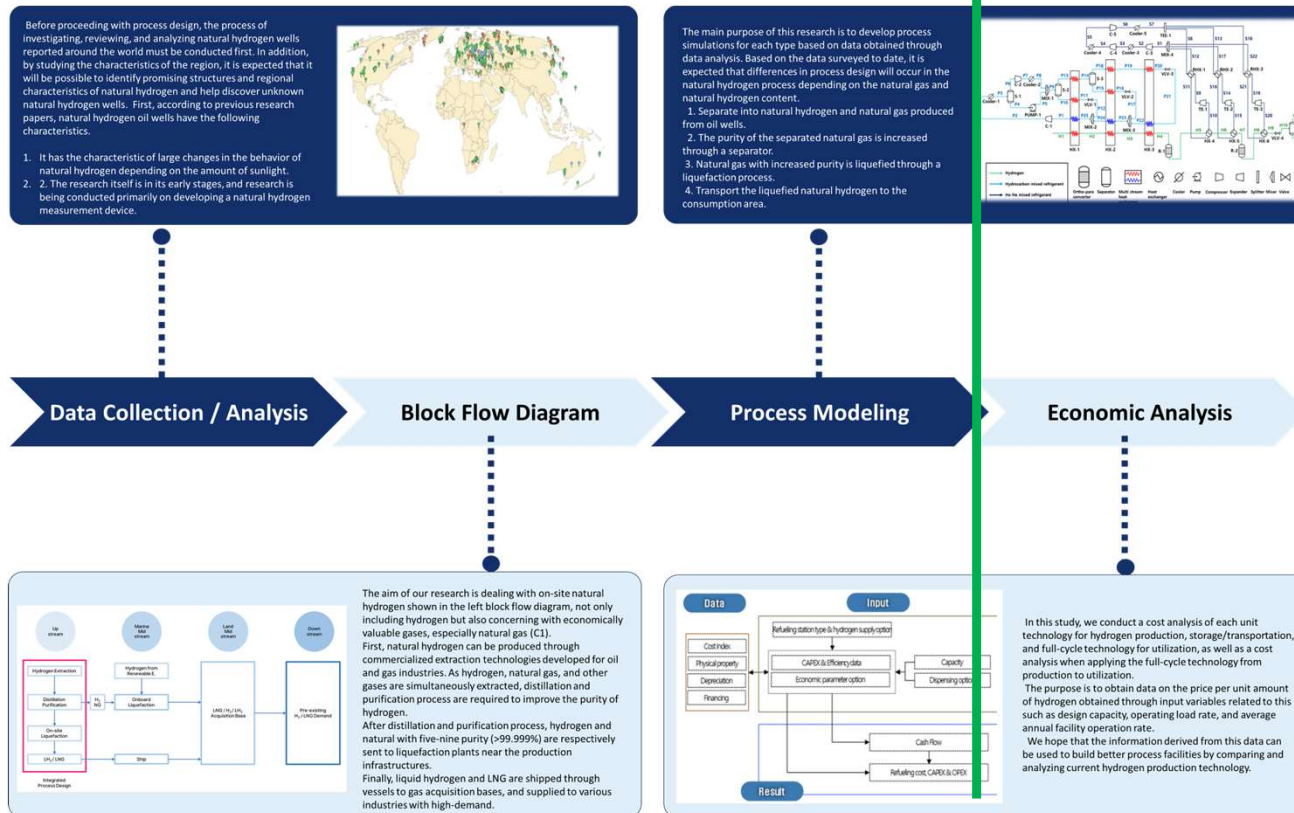 Before proceeding with process design, the process of
investigating, reviewing, and analyzing natural hydrogen wells
reported around the world must be conducted first. In addition,
by studying the characteristics of the region, it is expected that it
will be possible to identify promising structures and regional
characteristics of natural hydrogen and help discover unknown
natural hydrogen wells. First, according to previous research
papers, natural hydrogen oil wells have the following
characteristics.
1. It has the characteristic of large changes in the behavior of
natural hydrogen depending on the amount of sunlight.
2. 2. The research itself is in its early stages, and research is
being conducted primarily on developing a natural hydrogen
measurement device.
The main purpose of this research is to develop process
simulations for each type based on data obtained through
data analysis. Based on the data surveyed to date, it is
expected that differences in process design will occur in the
natural hydrogen process depending on the natural gas and
natural hydrogen content.
1. Separate into natural hydrogen and natural gas produced
from oil wells.
2. The purity of the separated natural gas is increased
through a separator.
3. Natural gas with increased purity is liquefied through a
liquefaction process.
4. Transport the liquefied natural hydrogen to the
consumption area.
Hydrogen
Hydrocarbon mixed refrigerant
Ortho-para convertor
Separator
Multi stream heat
Heat exchanger
Cooler
Pump
Compressor
Expander
Splitter
Mixer
Valve
Data Collection / Analysis
Block Flow Diagram
Process Modeling
Economic Analysis
Up stream
Marine Mid stream
Land Mid stream
Down stream
Hydrogen Extraction
Hydrogen from Renewable E.
Distillation Purification
H₂ NG
Onboard Liquefaction
LNG / H₂ / LH₂ Acquisition Base
Pre-existing H₂ / LNG Demand
On-site Liquefaction
LH₂ / LNG
Ship
Integrated Process Design
The aim of our research is dealing with on-site natural
hydrogen shown in the left block flow diagram, not only
including hydrogen but also concerning with economically
valuable gases, especially natural gas (C1).
First, natural hydrogen can be produced through
commercialized extraction technologies developed for oil
and gas industries. As hydrogen, natural gas, and other
gases are simultaneously extracted, distillation and
purification process are required to improve the purity of
hydrogen.
After distillation and purification process, hydrogen and
natural with five-nine purity (>99.999%) are respectively
sent to liquefaction plants near the production
infrastructures.
Finally, liquid hydrogen and LNG are shipped through
vessels to gas acquisition bases, and supplied to various
industries with high-demand.
Data
Input
Refueling station type & hydrogen supply option
Cost Index
Physical property
Depreciation
Financing
CAPEX & Efficiency data
Economic parameter option
Capacity
Dispensing option
Cash Flow
Refueling cost, CAPEX & OPEX
Result
In this study, we conduct a cost analysis of each unit
technology for hydrogen production, storage/transportation,
and full-cycle technology for utilization, as well as a cost
analysis when applying the full-cycle technology from
production to utilization.
The purpose is to obtain data on the price per unit amount
of hydrogen obtained through input variables related to this
such as design capacity, operating load rate, and average
annual facility operation rate.
We hope that the information derived from this data can
be used to build better process facilities by comparing and
analyzing current hydrogen production technology.